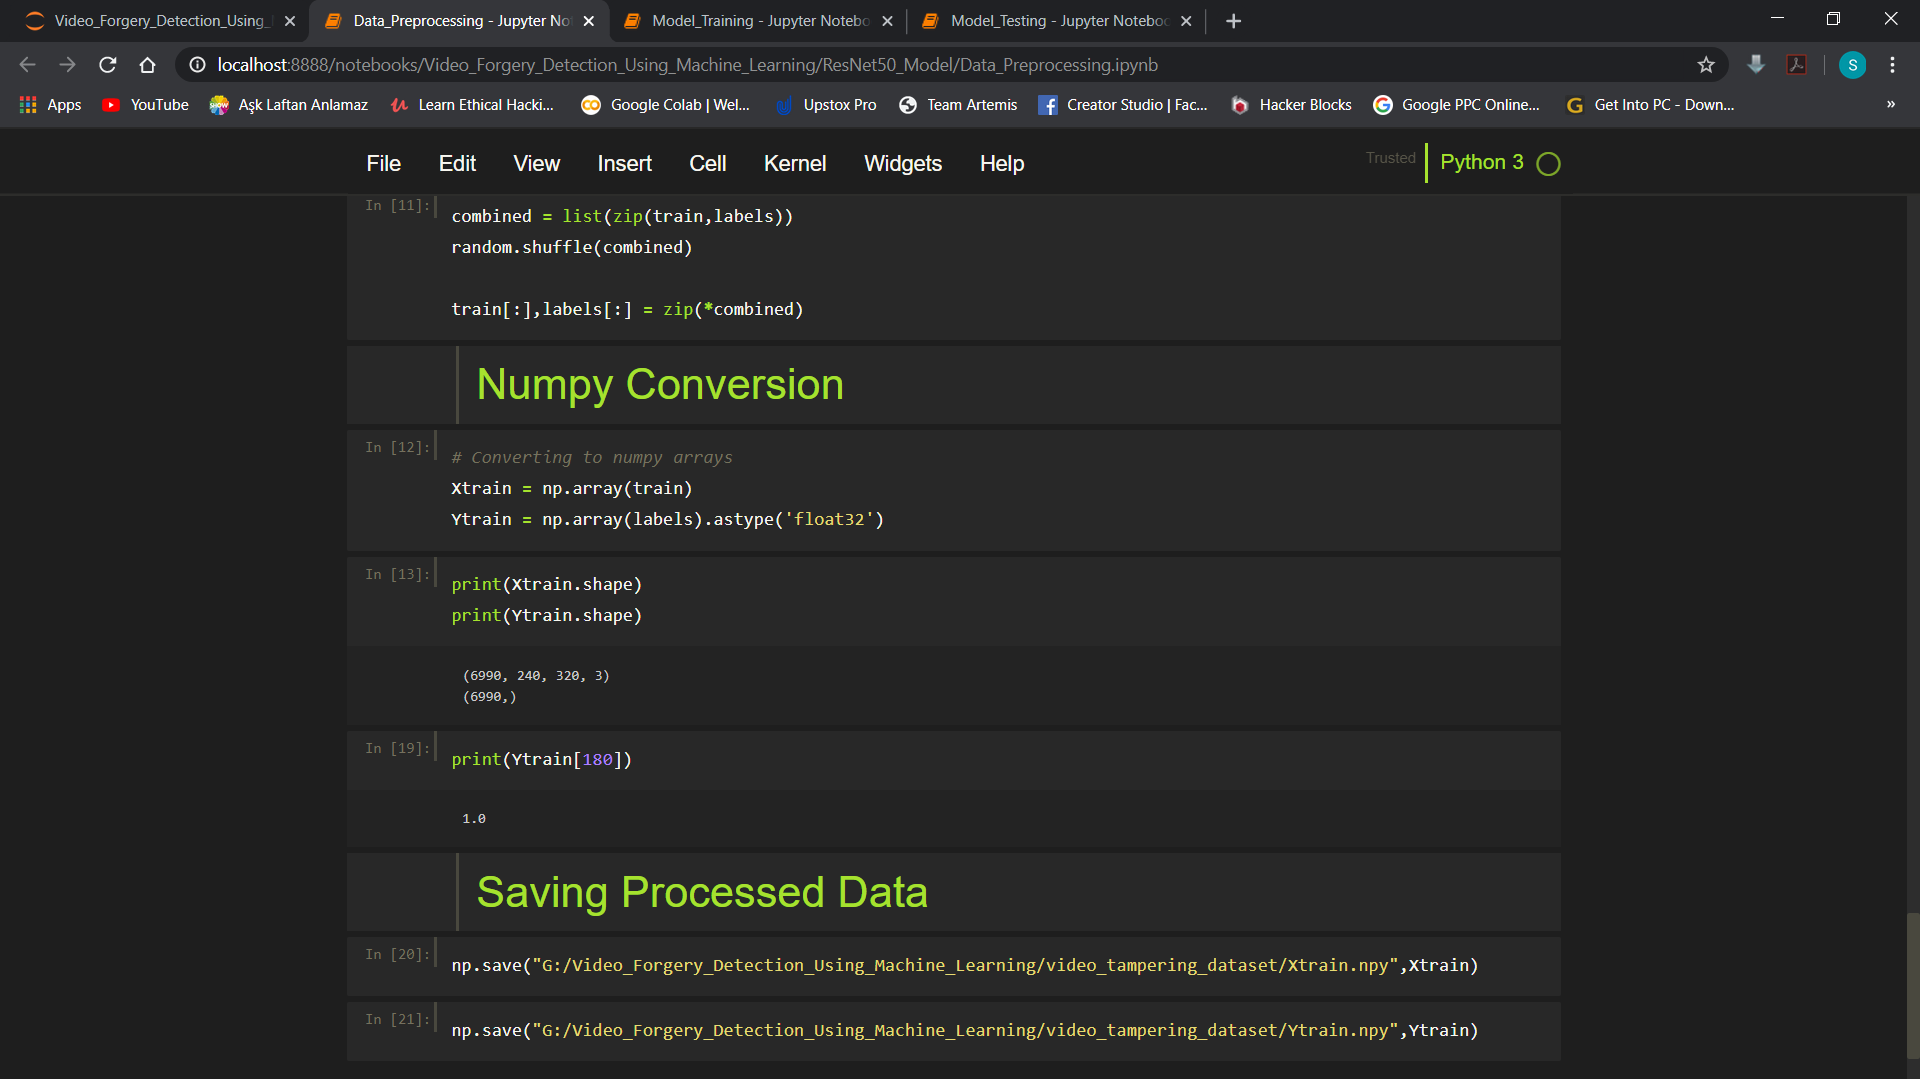 Video_Forgery_Detection_Using_
Data_Preprocessing - Jupyter No
Model_Training - Jupyter Notebo
Model_Testing - Jupyter Noteboo
localhost:8888/notebooks/Video_Forgery_Detection_Using_Machine_Learning/ResNet50_Model/Data_Preprocessing.ipynb
S
Apps YouTube Aşk Laftan Anlamaz Learn Ethical Hacki... Google Colab | Wel... Upstox Pro Team Artemis Creator Studio | Fac... Hacker Blocks Google PPC Online... Get Into PC - Down... »
File Edit View Insert Cell Kernel Widgets Help Trusted Python 3
In [11]: combined = list(zip(train,labels))
random.shuffle(combined)
train[:],labels[:] = zip(*combined)
Numpy Conversion
In [12]: # Converting to numpy arrays
Xtrain = np.array(train)
Ytrain = np.array(labels).astype('float32')
In [13]: print(Xtrain.shape)
print(Ytrain.shape)
(6990, 240, 320, 3)
(6990,)
In [19]: print(Ytrain[180])
1.0
Saving Processed Data
In [20]: np.save("G:/Video_Forgery_Detection_Using_Machine_Learning/video_tampering_dataset/Xtrain.npy",Xtrain)
In [21]: np.save("G:/Video_Forgery_Detection_Using_Machine_Learning/video_tampering_dataset/Ytrain.npy",Ytrain)